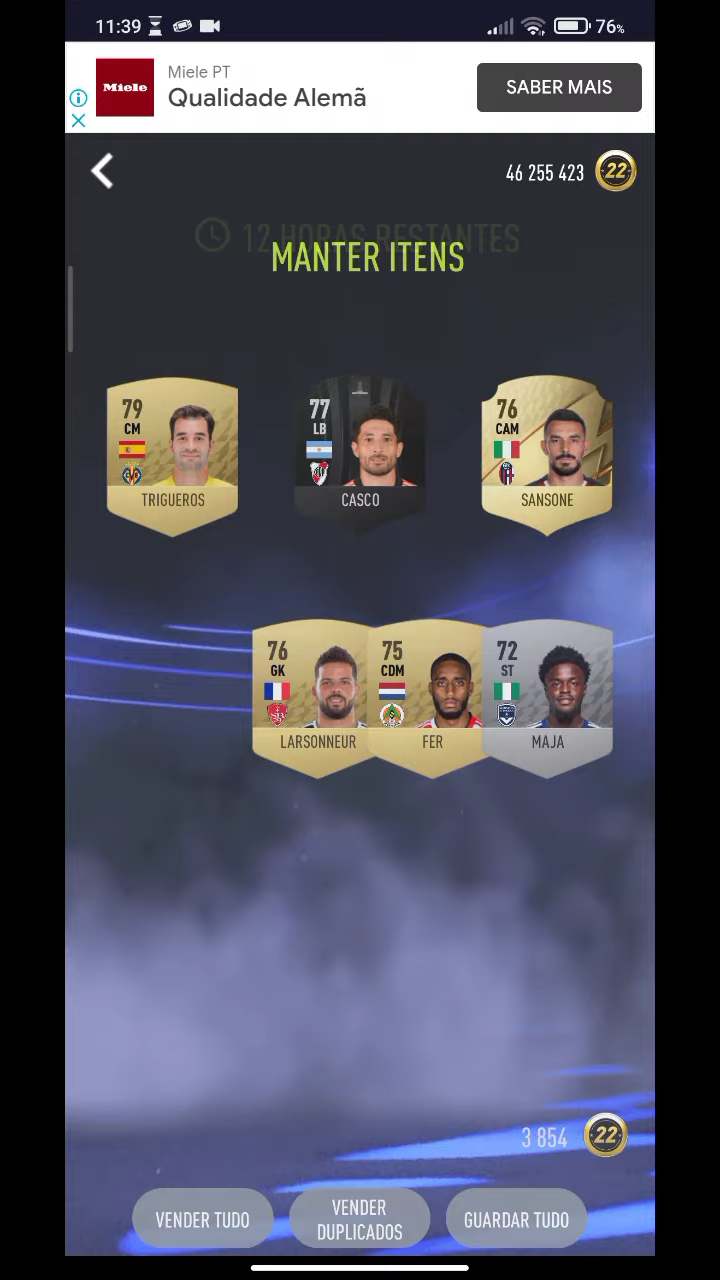 11:39
76%
Miele
Miele PT
Qualidade Alemã
SABER MAIS
46 255 423
22
12 HORAS RESTANTES
MANTER ITENS
79
CM
TRIGUEROS
77
LB
CASCO
76
CAM
SANSONE
76
GK
LARSONNEUR
75
CDM
FER
72
ST
MAJA
3 854
22
VENDER TUDO
VENDER
DUPLICADOS
GUARDAR TUDO